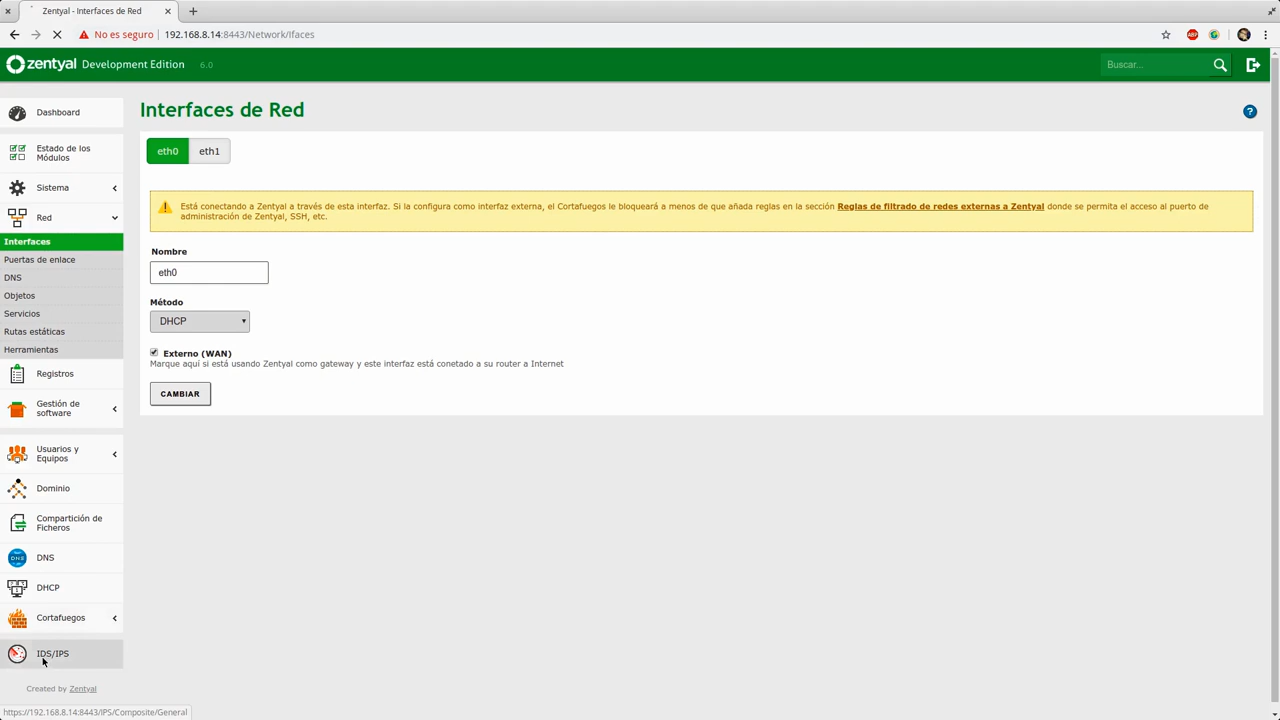 Zentyal - Interfaces de Red
No es seguro
192.168.8.14:8443/Network/Ifaces
ABP
zentyal Development Edition 6.0
Buscar...
Dashboard
Estado de los
Módulos
Sistema
Red
Interfaces
Puertas de enlace
DNS
Objetos
Servicios
Rutas estáticas
Herramientas
Registros
Gestión de
software
Usuarios y
Equipos
Dominio
Compartición de
Ficheros
DNS
DNS
DHCP
Cortafuegos
IDS/IPS
Created by Zentyal
https://192.168.8.14:8443/IPS/Composite/General
Interfaces de Red
?
eth0 eth1
Está conectando a Zentyal a través de esta interfaz. Si la configura como interfaz externa, el Cortafuegos le bloqueará a menos de que añada reglas en la sección Reglas de filtrado de redes externas a Zentyal donde se permita el acceso al puerto de
administración de Zentyal, SSH, etc.
Nombre
eth0
Método
DHCP
Externo (WAN)
Marque aquí si está usando Zentyal como gateway y este interfaz está conetado a su router a Internet
CAMBIAR